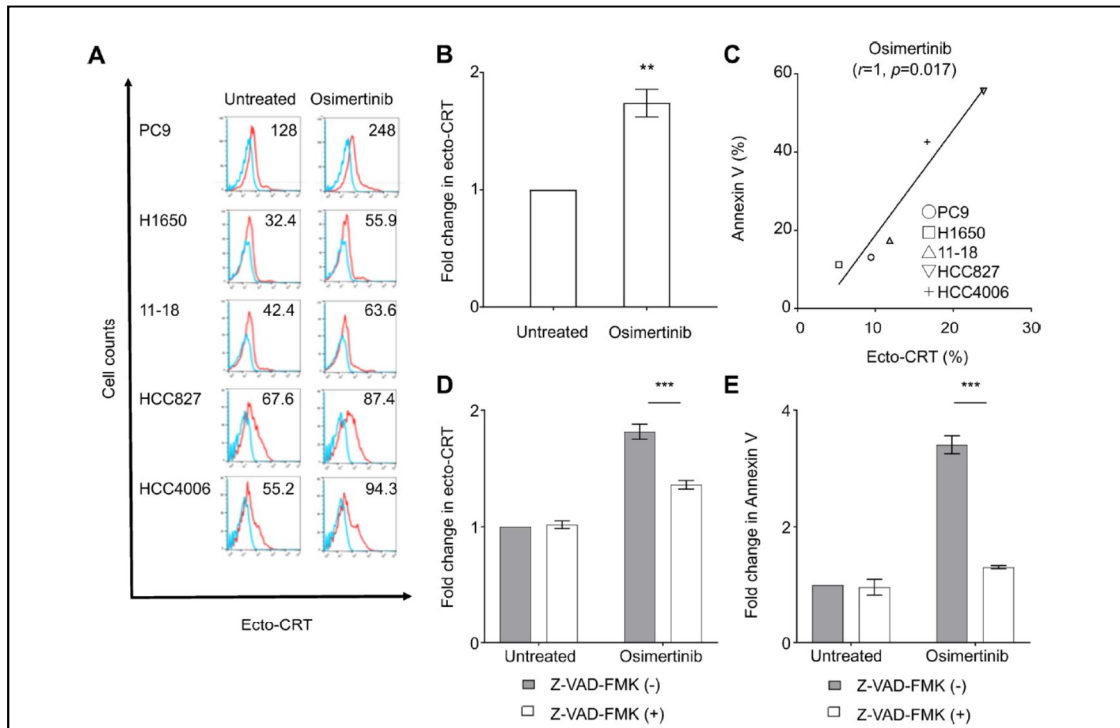 A
Untreated
Osimertinib
PC9
128
248
H1650
32.4
55.9
11-18
42.4
63.6
HCC827
67.6
87.4
HCC4006
55.2
94.3
Cell counts
Ecto-CRT
B
**
Fold change in ecto-CRT
2
1
0
Untreated
Osimertinib
C
Osimertinib
(r=1, p=0.017)
Annexin V (%)
60
40
20
0
PC9
H1650
11-18
HCC827
HCC4006
0
10
20
30
Ecto-CRT (%)
D
***
Fold change in ecto-CRT
2
1
0
Untreated
Osimertinib
Z-VAD-FMK (-)
Z-VAD-FMK (+)
E
***
Fold change in Annexin V
4
2
0
Untreated
Osimertinib
Z-VAD-FMK (-)
Z-VAD-FMK (+)